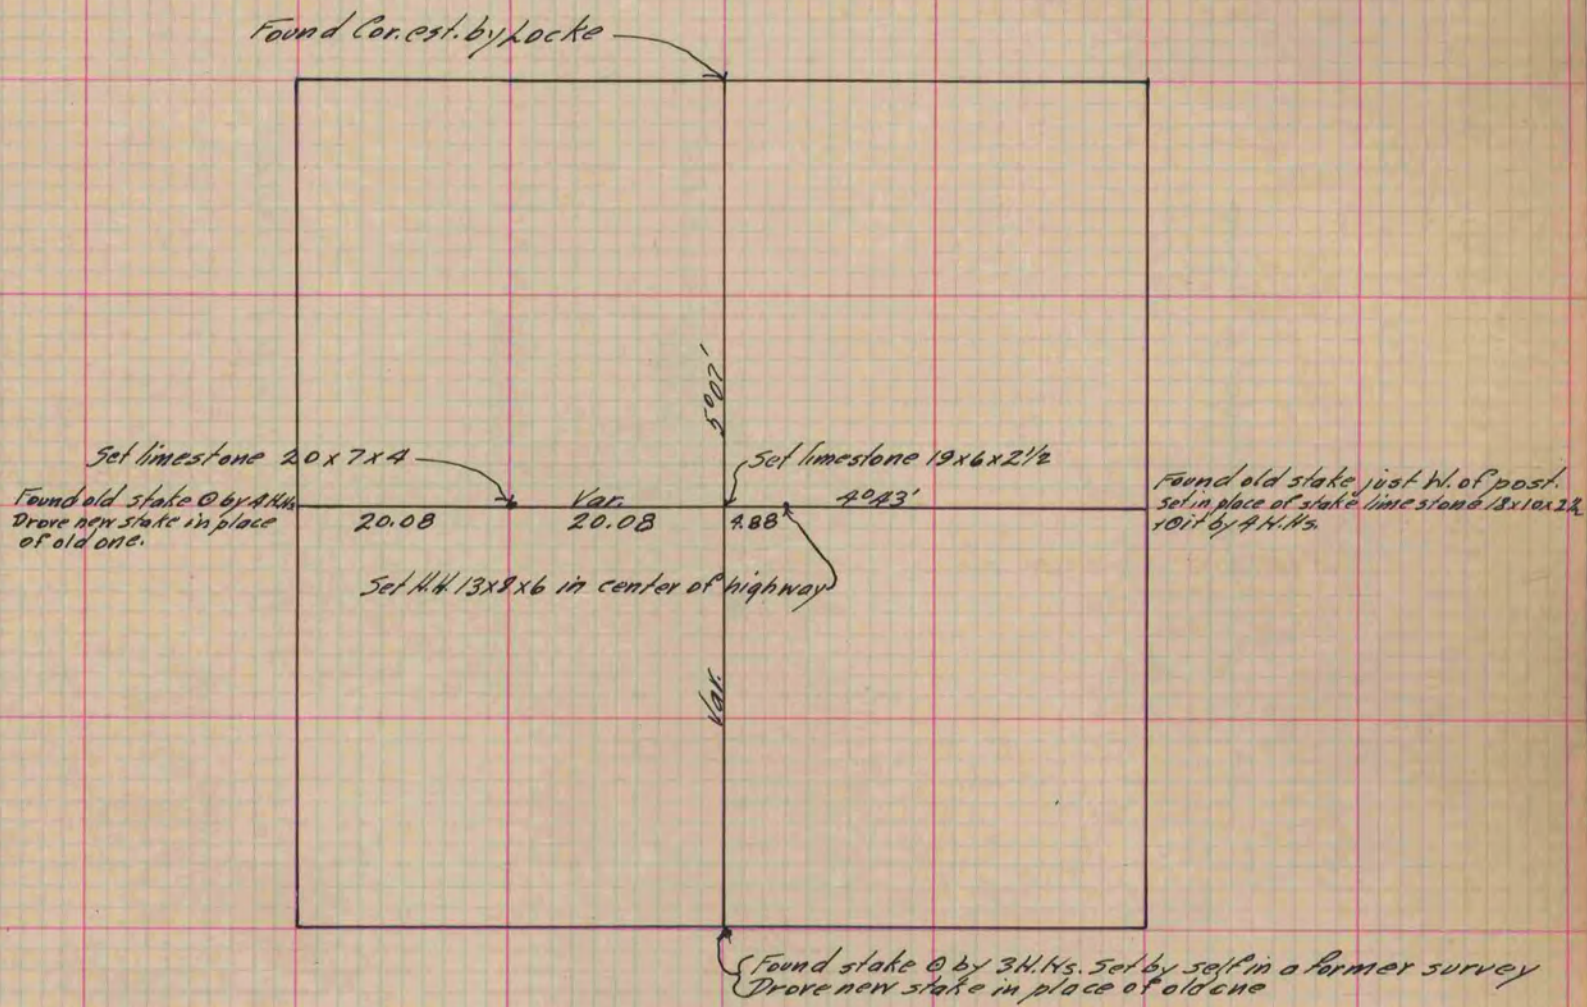 Found Cor. est. by Locke
5°02'
Set limestone 20x7x4
Set limestone 19x6x2½
Found old stake ⊙ by 4 H.Hs.
Drove new stake in place
of old one.
Var.
4°43'
Found old stake just W. of post.
Set in place of stake limestone 18x10x2½
⊙ it by 4 H.Hs.
20.08
20.08
4.88
Set H.H. 13x8x6 in center of highway
Var.
Found stake ⊙ by 3 H.Hs. Set by self in a former survey
Drove new stake in place of old one